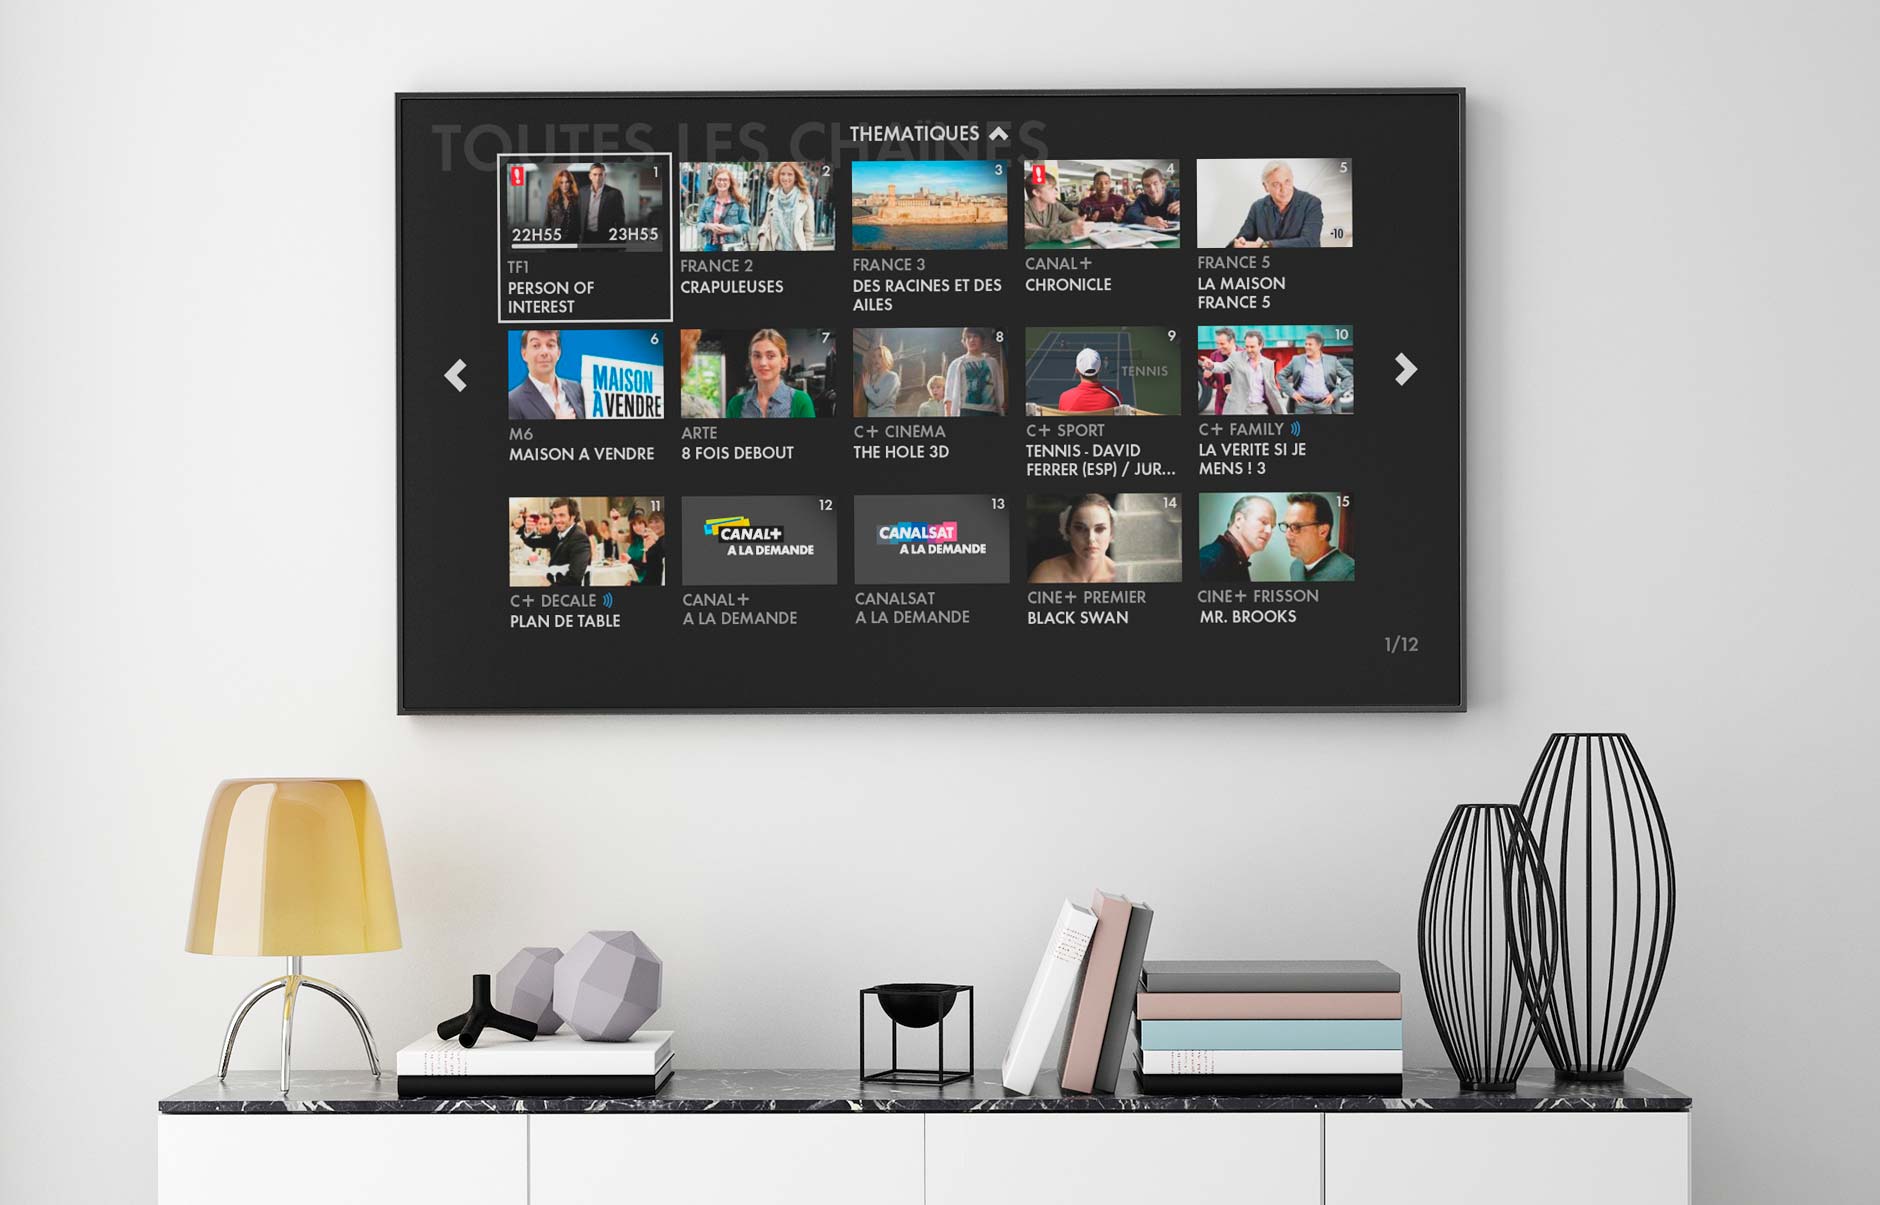 TOUTES LES CHAÎNES
THEMATIQUES
1
22H55 23H55
TF1
PERSON OF
INTEREST
2
FRANCE 2
CRAPULEUSES
3
FRANCE 3
DES RACINES ET DES
AILES
4
CANAL+
CHRONICLE
5
-10
FRANCE 5
LA MAISON
FRANCE 5
6
MAISON
À VENDRE
M6
MAISON A VENDRE
7
ARTE
8 FOIS DEBOUT
8
C+ CINEMA
THE HOLE 3D
9
TENNIS
C+ SPORT
TENNIS - DAVID
FERRER (ESP) / JUR...
10
C+ FAMILY
LA VERITE SI JE
MENS ! 3
11
C+ DECALE
PLAN DE TABLE
12
CANAL+
A LA DEMANDE
CANAL+
A LA DEMANDE
13
CANALSAT
A LA DEMANDE
CANALSAT
A LA DEMANDE
14
CINE+ PREMIER
BLACK SWAN
15
CINE+ FRISSON
MR. BROOKS
1/12